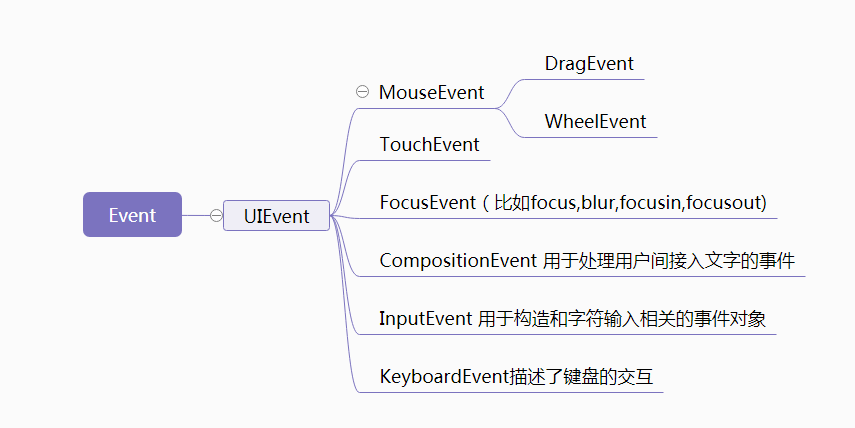 Event
UIEvent
MouseEvent
DragEvent
WheelEvent
TouchEvent
FocusEvent（比如focus,blur,focusin,focusout)
CompositionEvent 用于处理用户间接入文字的事件
InputEvent 用于构造和字符输入相关的事件对象
KeyboardEvent描述了键盘的交互